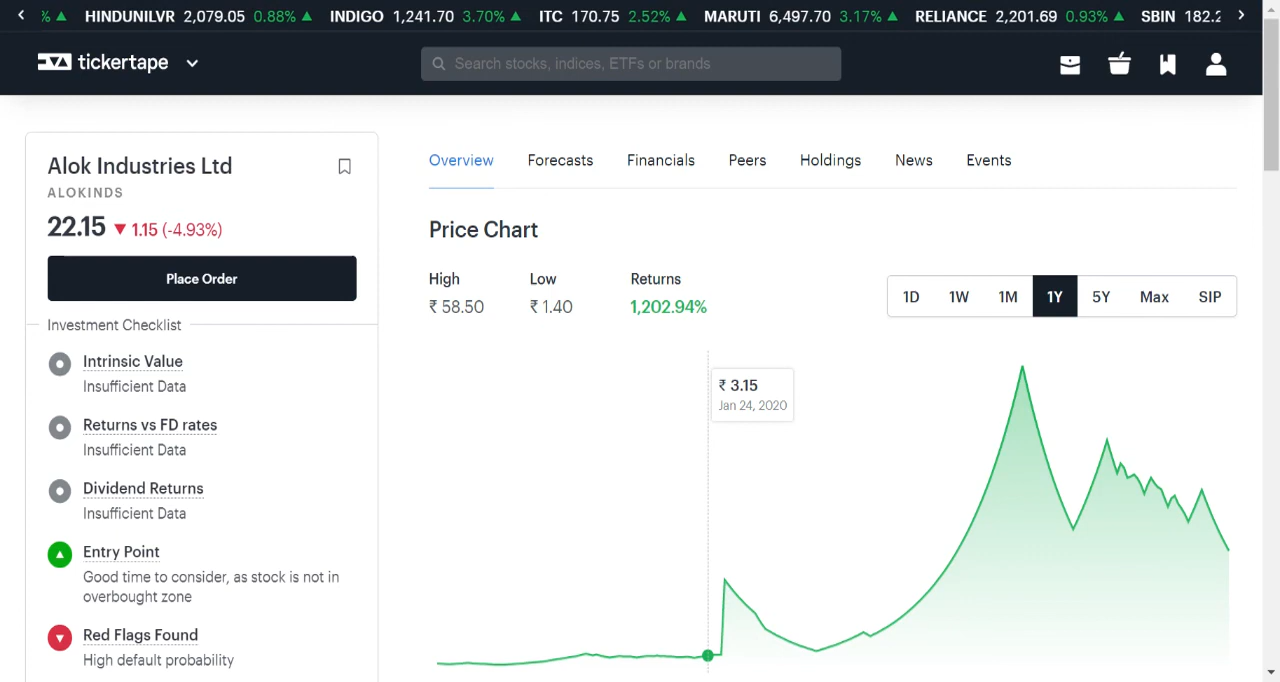 % ▲ HINDUNILVR 2,079.05 0.88% ▲ INDIGO 1,241.70 3.70% ▲ ITC 170.75 2.52% ▲ MARUTI 6,497.70 3.17% ▲ RELIANCE 2,201.69 0.93% ▲ SBIN 182.2
tickertape
Search stocks, indices, ETFs or brands
Alok Industries Ltd
ALOKINDS
22.15 ▼ 1.15 (-4.93%)
Place Order
Investment Checklist
Intrinsic Value
Insufficient Data
Returns vs FD rates
Insufficient Data
Dividend Returns
Insufficient Data
Entry Point
Good time to consider, as stock is not in
overbought zone
Red Flags Found
High default probability
Overview Forecasts Financials Peers Holdings News Events
Price Chart
High Low Returns
₹ 58.50 ₹ 1.40 1,202.94%
1D 1W 1M 1Y 5Y Max SIP
₹ 3.15
Jan 24, 2020